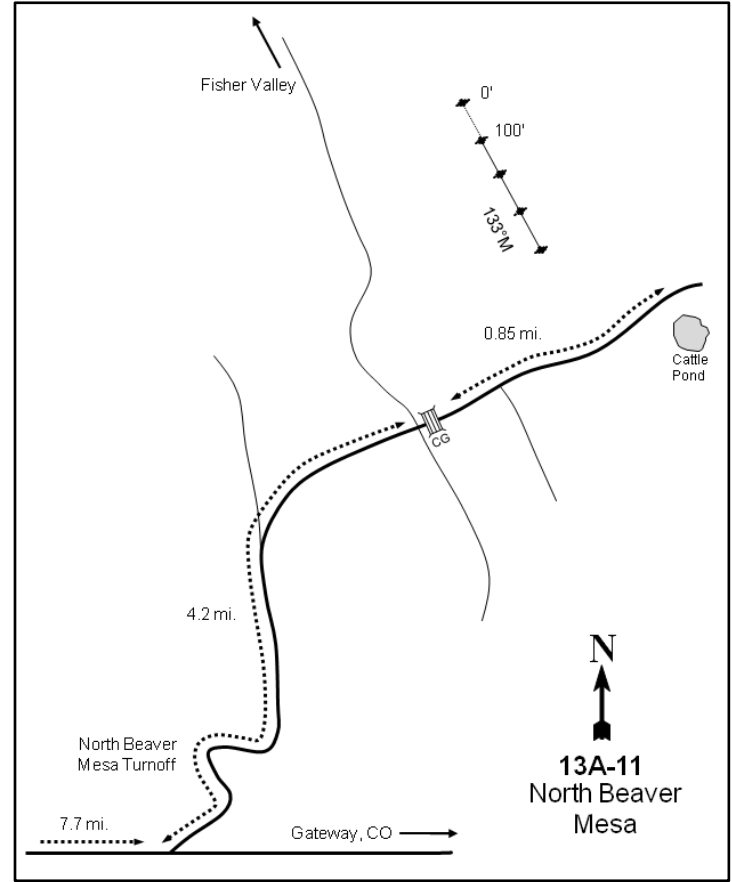 Fisher Valley
0'
100'
133°M
0.85 mi.
Cattle
Pond
CG
4.2 mi.
N
North Beaver
Mesa Turnoff
13A-11
North Beaver
Mesa
7.7 mi.
Gateway, CO